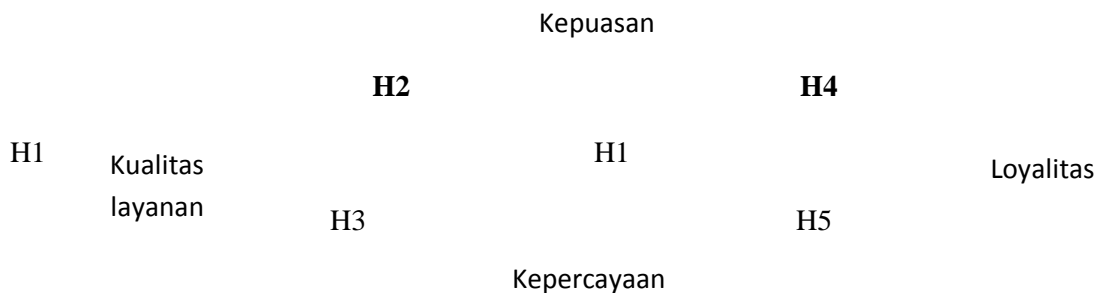 Kepuasan
H2 H4
H1 Kualitas layanan H1 Loyalitas
H3 H5
Kepercayaan